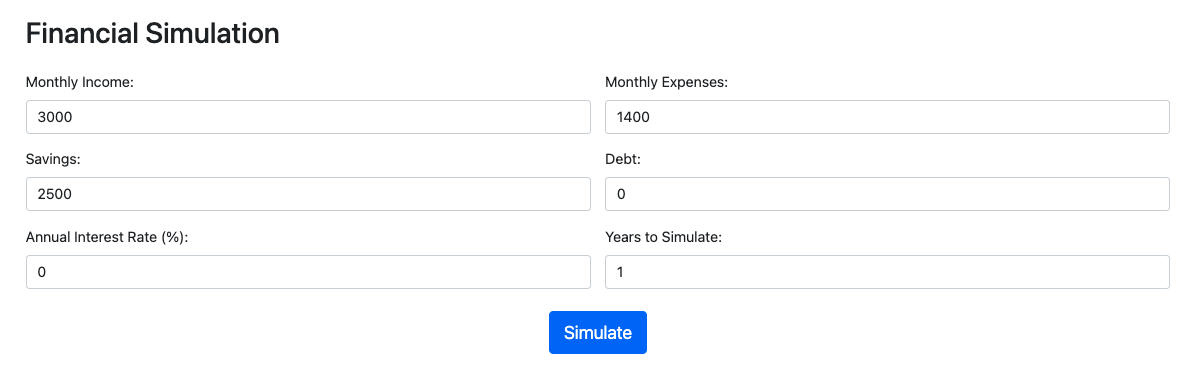 Financial Simulation
Monthly Income:
Monthly Expenses:
3000
1400
Savings:
Debt:
2500
0
Annual Interest Rate (%):
Years to Simulate:
0
1
Simulate